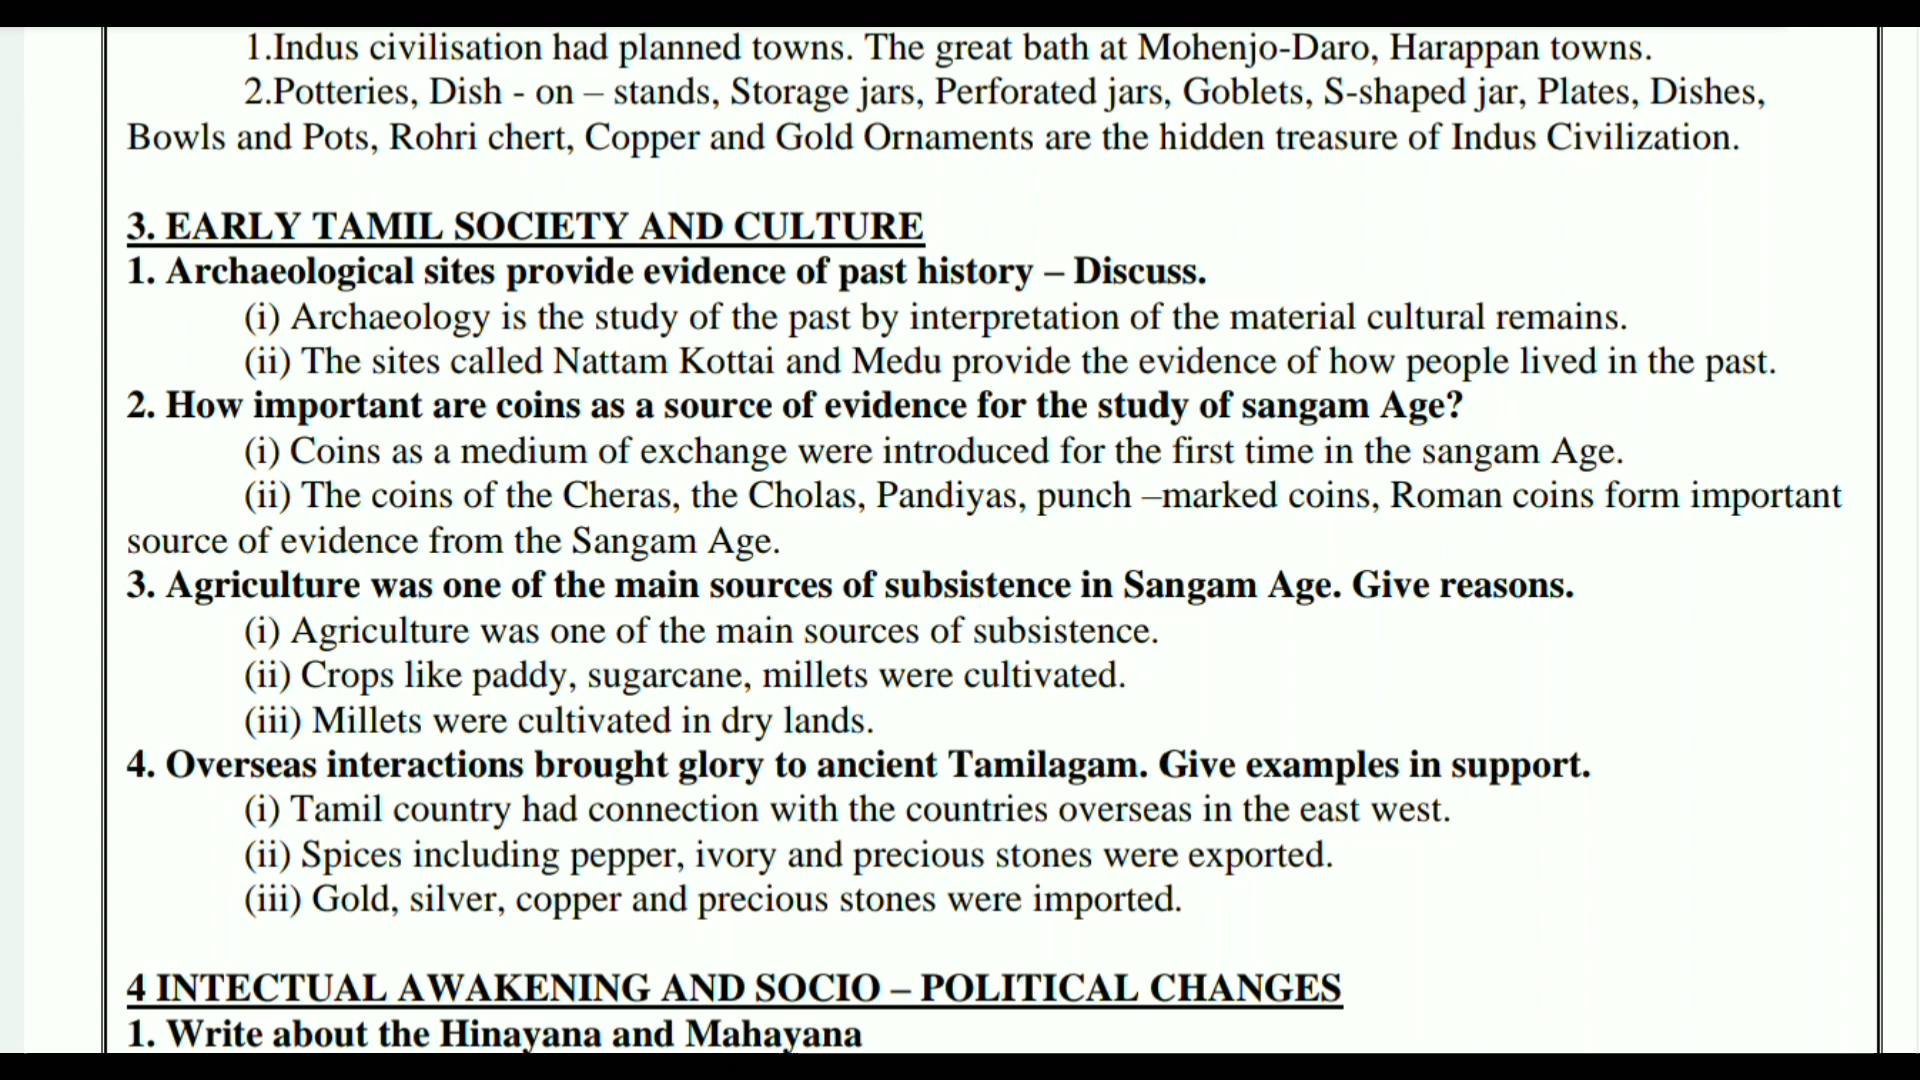 1.Indus civilisation had planned towns. The great bath at Mohenjo-Daro, Harappan towns.
2.Potteries, Dish - on – stands, Storage jars, Perforated jars, Goblets, S-shaped jar, Plates, Dishes,
Bowls and Pots, Rohri chert, Copper and Gold Ornaments are the hidden treasure of Indus Civilization.
3. EARLY TAMIL SOCIETY AND CULTURE
1. Archaeological sites provide evidence of past history – Discuss.
(i) Archaeology is the study of the past by interpretation of the material cultural remains.
(ii) The sites called Nattam Kottai and Medu provide the evidence of how people lived in the past.
2. How important are coins as a source of evidence for the study of sangam Age?
(i) Coins as a medium of exchange were introduced for the first time in the sangam Age.
(ii) The coins of the Cheras, the Cholas, Pandiyas, punch –marked coins, Roman coins form important
source of evidence from the Sangam Age.
3. Agriculture was one of the main sources of subsistence in Sangam Age. Give reasons.
(i) Agriculture was one of the main sources of subsistence.
(ii) Crops like paddy, sugarcane, millets were cultivated.
(iii) Millets were cultivated in dry lands.
4. Overseas interactions brought glory to ancient Tamilagam. Give examples in support.
(i) Tamil country had connection with the countries overseas in the east west.
(ii) Spices including pepper, ivory and precious stones were exported.
(iii) Gold, silver, copper and precious stones were imported.
4 INTECTUAL AWAKENING AND SOCIO – POLITICAL CHANGES
1. Write about the Hinayana and Mahayana